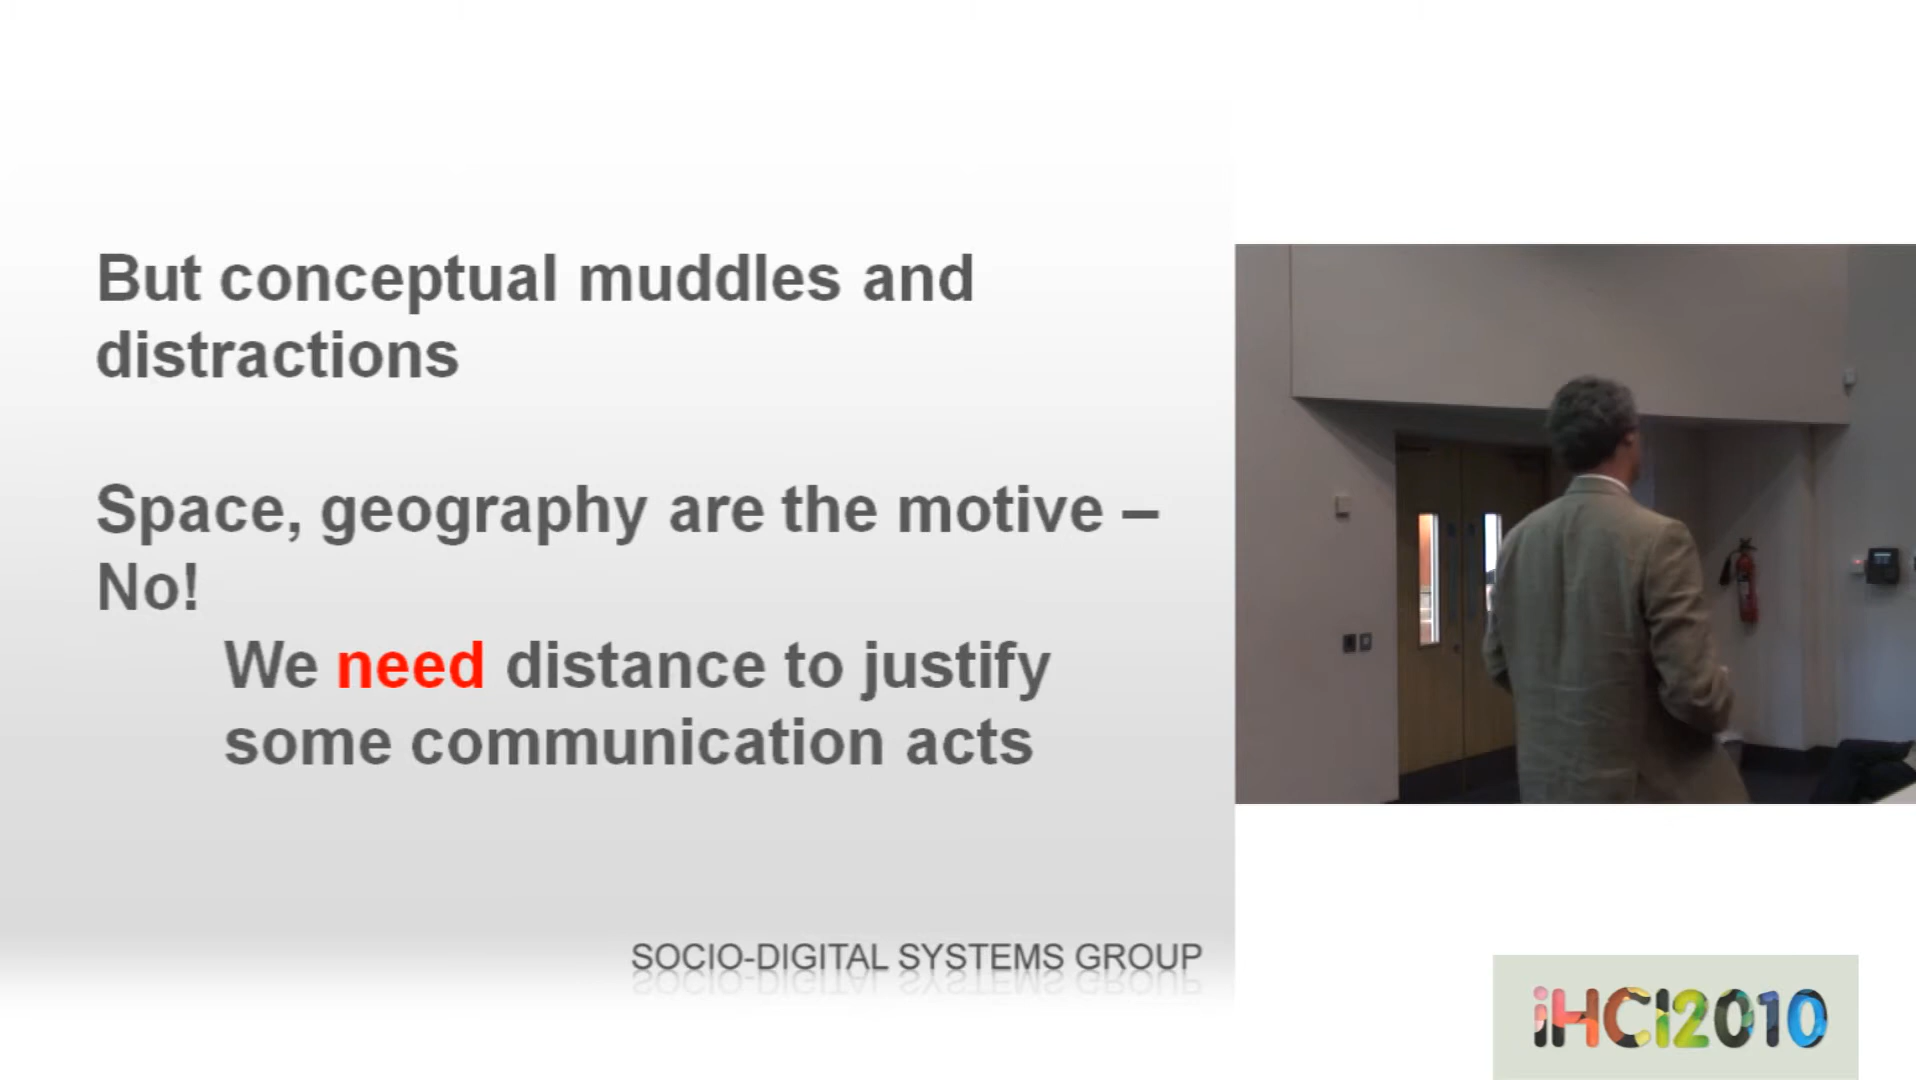 But conceptual muddles and
distractions
Space, geography are the motive –
No!
We need distance to justify
some communication acts
SOCIO-DIGITAL SYSTEMS GROUP
iHCI2010